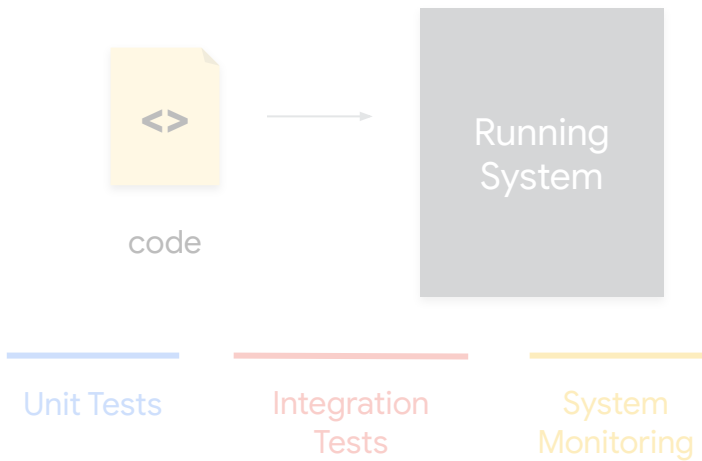 <>
Running
System
code
Unit Tests
Integration
Tests
System
Monitoring